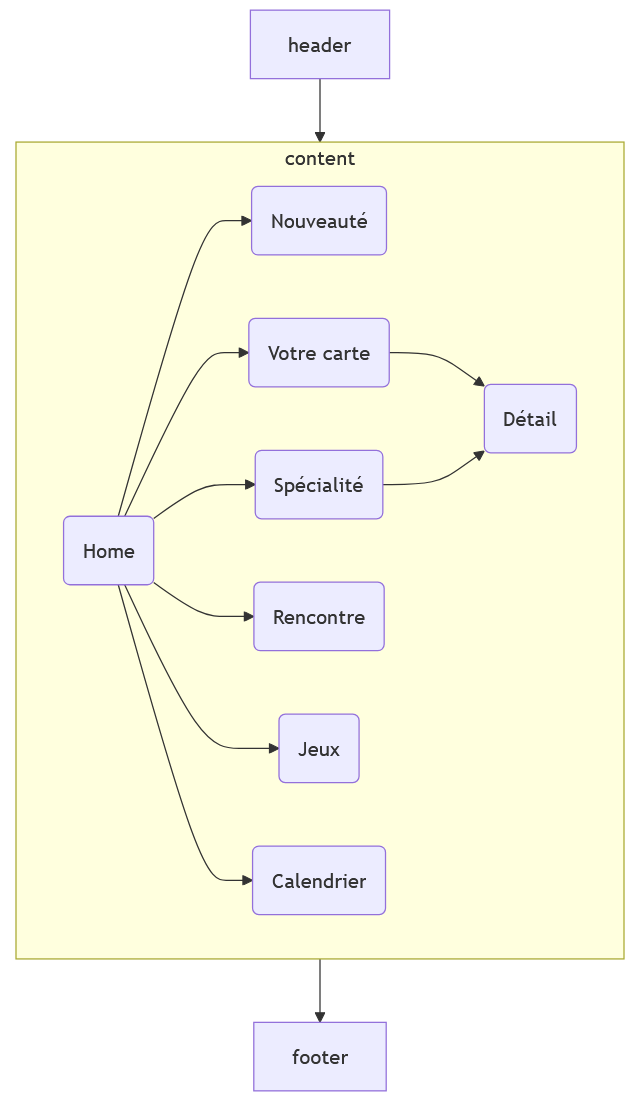 header
content
Nouveauté
Votre carte
Détail
Spécialité
Home
Rencontre
Jeux
Calendrier
footer